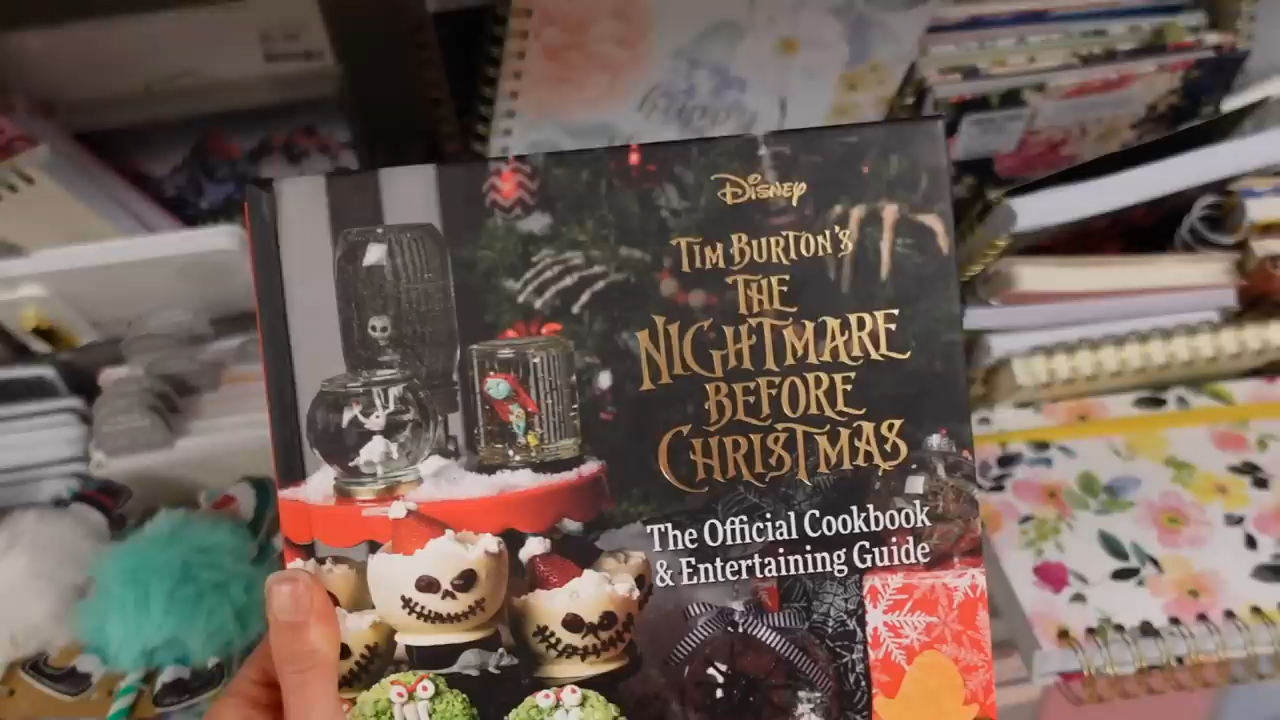 DISNEY
TIM BURTON'S
THE
NIGHTMARE
BEFORE
CHRISTMAS
The Official Cookbook
& Entertaining Guide